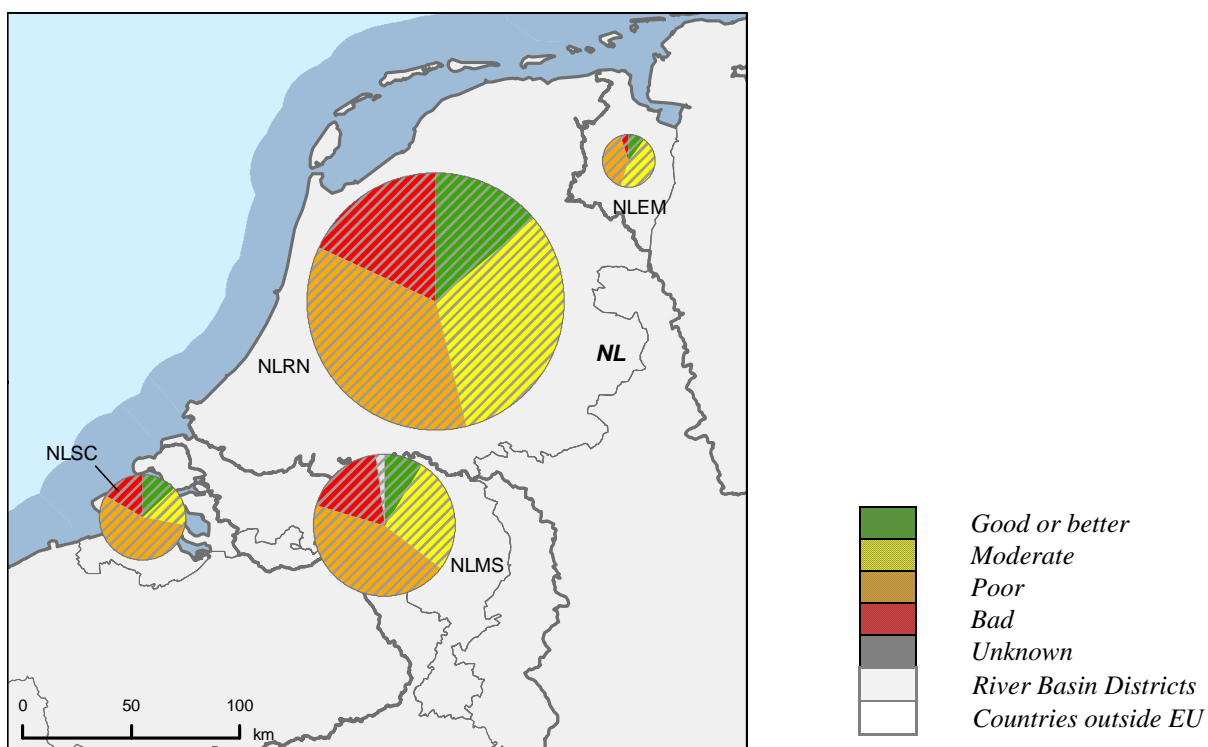 NLEM
NL
NLRN
NLSC
NLMS
0 50 100
km
Good or better
Moderate
Poor
Bad
Unknown
River Basin Districts
Countries outside EU